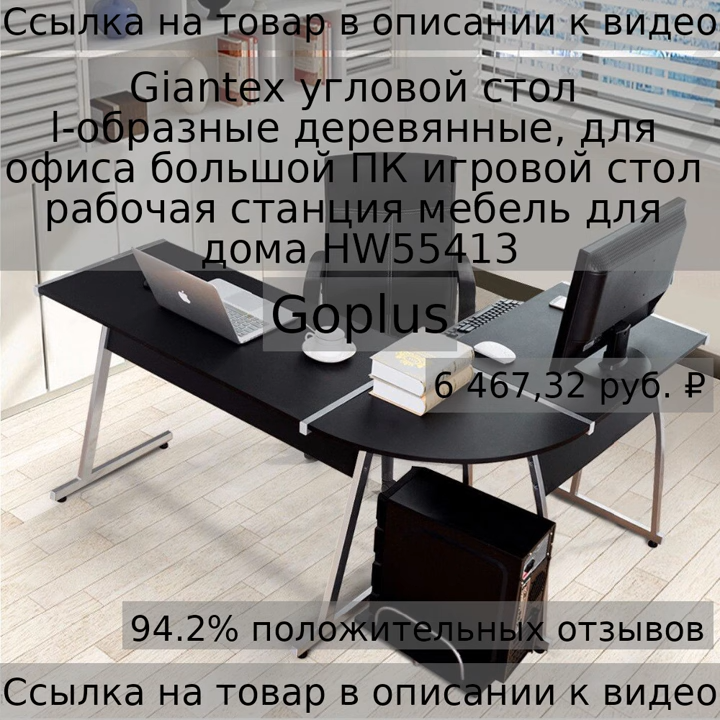 Ссылка на товар в описании к видео
Giantex угловой стол
l-образные деревянные, для
офиса большой ПК игровой стол
рабочая станция мебель для
дома HW55413
Goplus
6 467,32 руб. ₽
94.2% положительных отзывов
Ссылка на товар в описании к видео